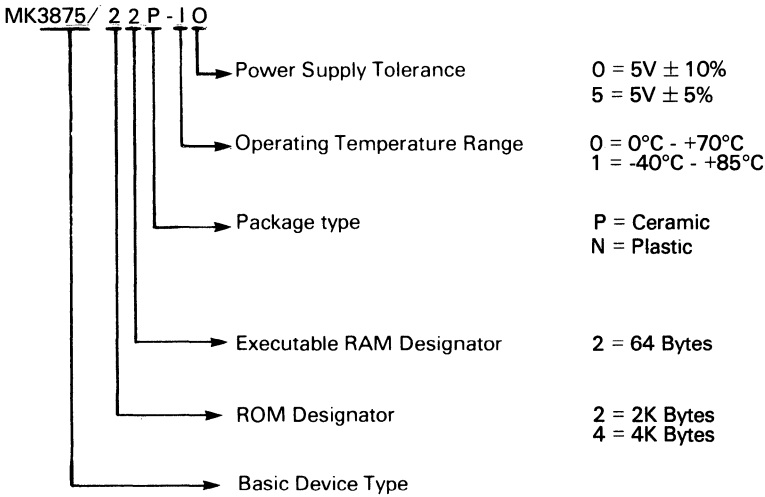 MK3875/ 2 2 P - I 0
Power Supply Tolerance 0 = 5V ± 10%
5 = 5V ± 5%
Operating Temperature Range 0 = 0°C - +70°C
1 = -40°C - +85°C
Package type P = Ceramic
N = Plastic
Executable RAM Designator 2 = 64 Bytes
ROM Designator 2 = 2K Bytes
4 = 4K Bytes
Basic Device Type